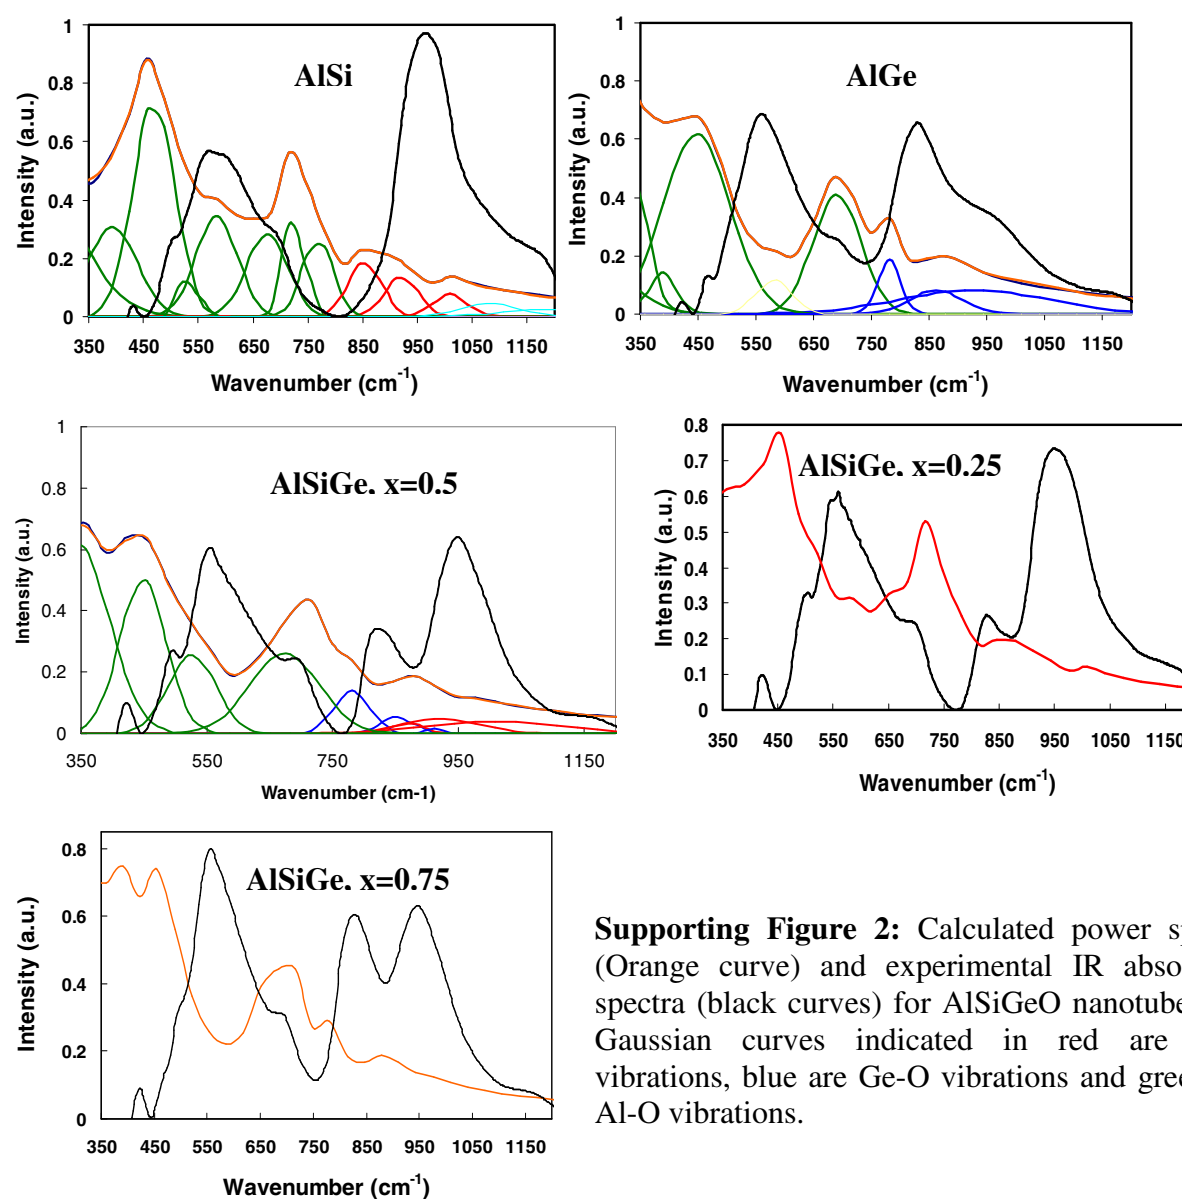 AlSi
Intensity (a.u.)
1
0.8
0.6
0.4
0.2
0
350 450 550 650 750 850 950 1050 1150
Wavenumber (cm-1)
AlGe
Intensity (a.u.)
1
0.8
0.6
0.4
0.2
0
350 450 550 650 750 850 950 1050 1150
Wavenumber (cm-1)
AlSiGe, x=0.5
Intensity (a.u.)
1
0.8
0.6
0.4
0.2
0
350 550 750 950 1150
Wavenumber (cm-1)
AlSiGe, x=0.25
Intensity (a.u.)
0.8
0.7
0.6
0.5
0.4
0.3
0.2
0.1
0
350 450 550 650 750 850 950 1050 1150
Wavenumber (cm-1)
AlSiGe, x=0.75
Intensity (a.u.)
0.8
0.6
0.4
0.2
0
350 450 550 650 750 850 950 1050 1150
Wavenumber (cm-1)
Supporting Figure 2: Calculated power sp
(Orange curve) and experimental IR abso
spectra (black curves) for AlSiGeO nanotube
Gaussian curves indicated in red are
vibrations, blue are Ge-O vibrations and gree
Al-O vibrations.